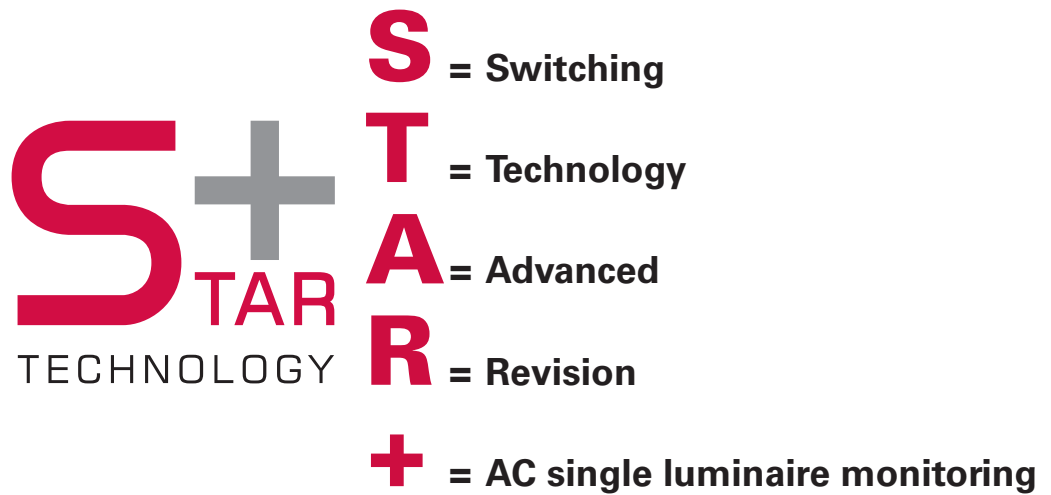 S+
TAR
TECHNOLOGY
S = Switching
T = Technology
A = Advanced
R = Revision
+ = AC single luminaire monitoring